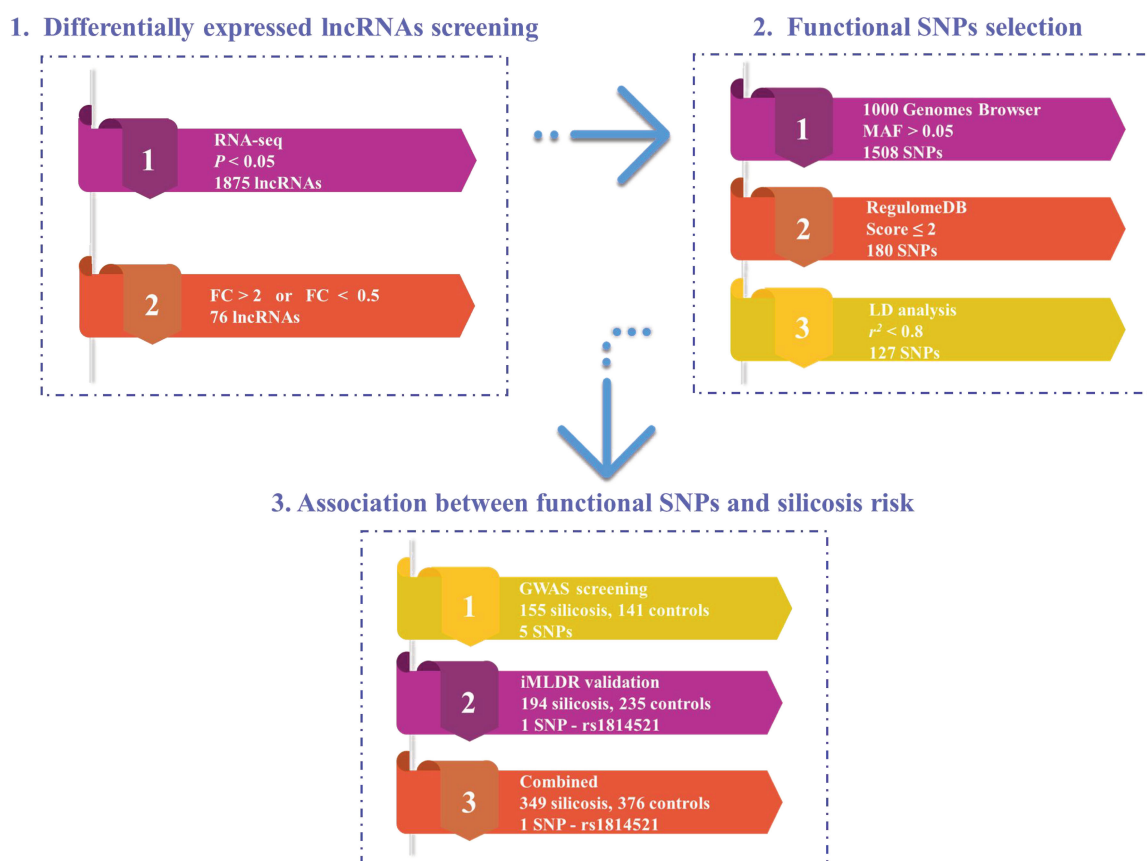 1. Differentially expressed lncRNAs screening
1
RNA-seq
P < 0.05
1875 lncRNAs
2
FC > 2 or FC < 0.5
76 lncRNAs
2. Functional SNPs selection
1
1000 Genomes Browser
MAF > 0.05
1508 SNPs
2
RegulomeDB
Score ≤ 2
180 SNPs
3
LD analysis
r² < 0.8
127 SNPs
3. Association between functional SNPs and silicosis risk
1
GWAS screening
155 silicosis, 141 controls
5 SNPs
2
iMLDR validation
194 silicosis, 235 controls
1 SNP - rs1814521
3
Combined
349 silicosis, 376 controls
1 SNP - rs1814521